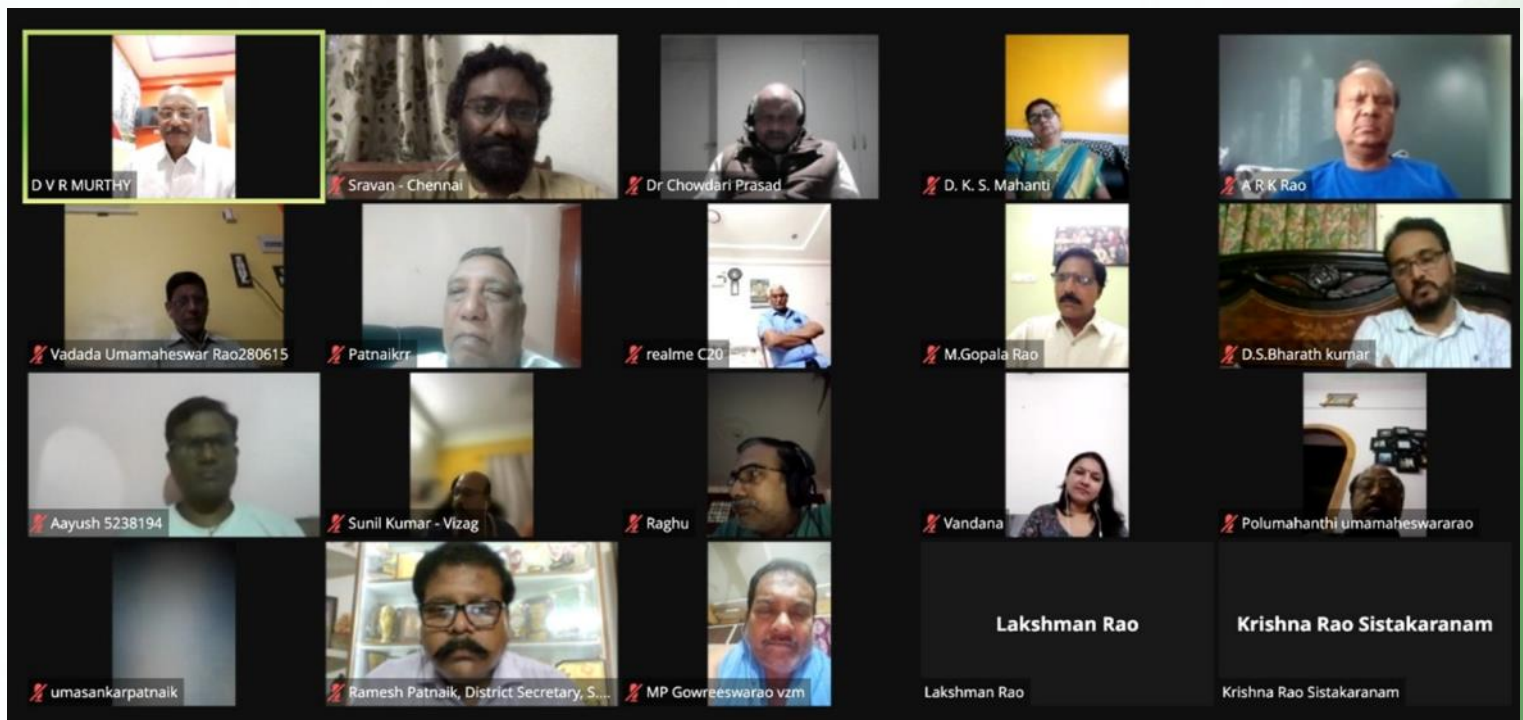 D V R MURTHY
Sravan - Chennai
Dr Chowdari Prasad
D. K. S. Mahanti
A R K Rao
Vadada Umamaheswar Rao280615
Patnaikrr
realme C20
M.Gopala Rao
D.S.Bharath kumar
Aayush 5238194
Sunil Kumar - Vizag
Raghu
Vandana
Polumahanthi umamaheswararao
umasankarpatnaik
Ramesh Patnaik, District Secretary, S....
MP Gowreeswarao vzm
Lakshman Rao
Lakshman Rao
Krishna Rao Sistakaranam
Krishna Rao Sistakaranam